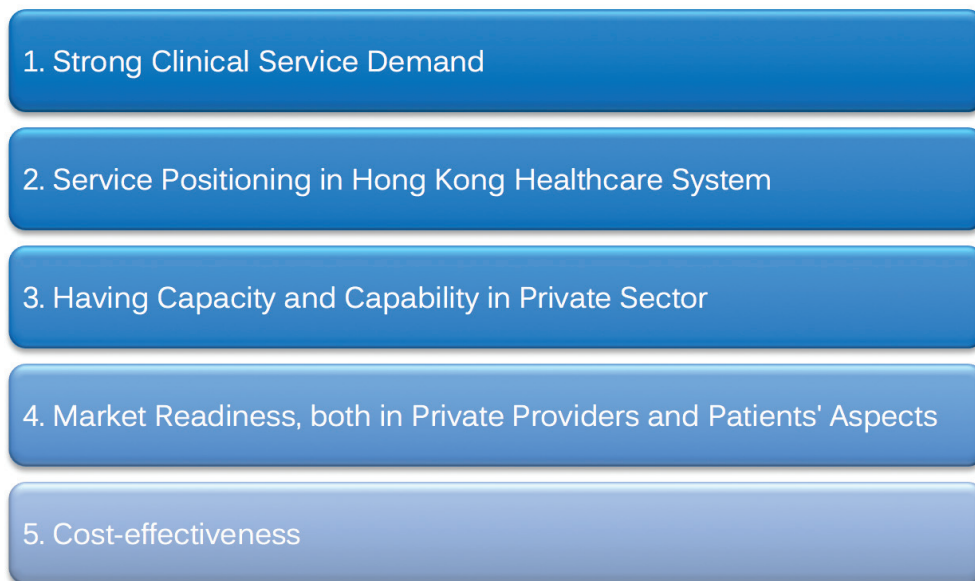 1. Strong Clinical Service Demand
2. Service Positioning in Hong Kong Healthcare System
3. Having Capacity and Capability in Private Sector
4. Market Readiness, both in Private Providers and Patients' Aspects
5. Cost-effectiveness